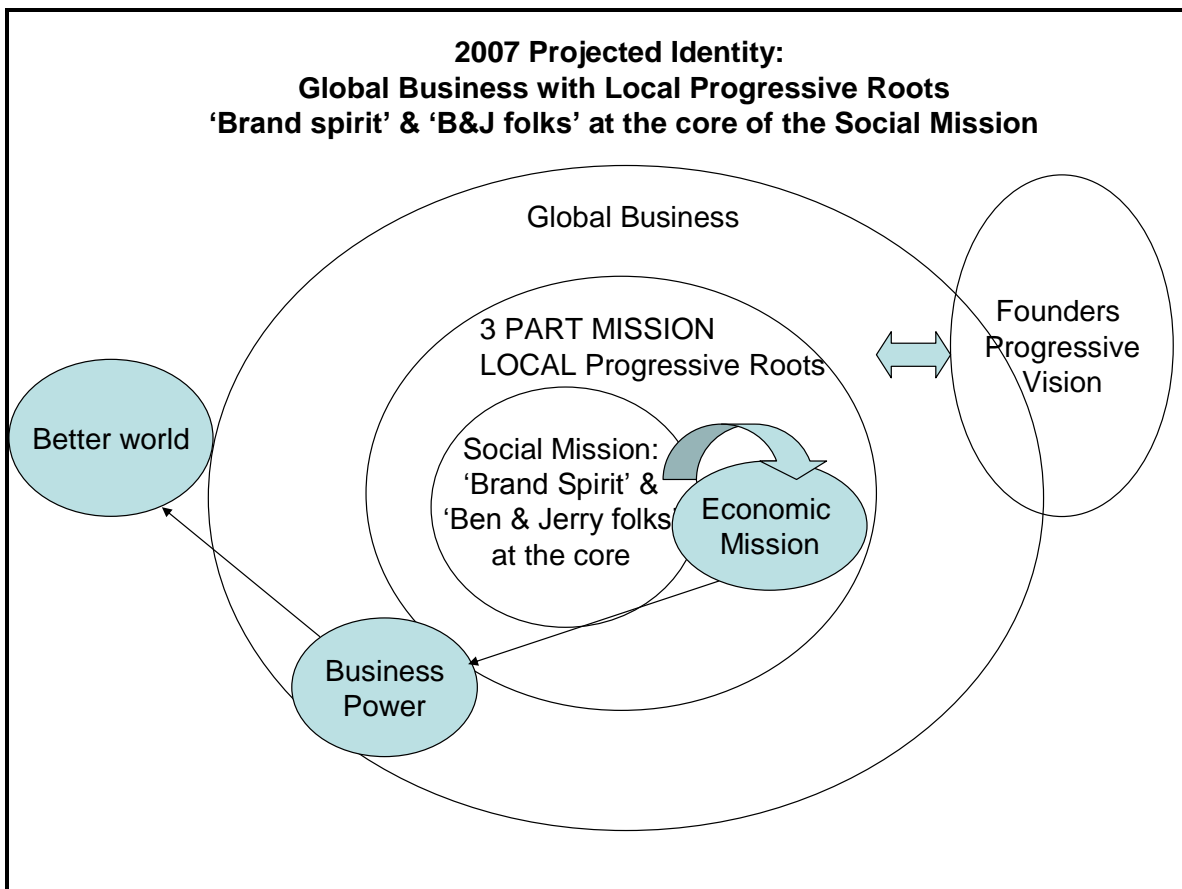 2007 Projected Identity:
Global Business with Local Progressive Roots
‘Brand spirit’ & ‘B&J folks’ at the core of the Social Mission
Global Business
Founders
Progressive
Vision
3 PART MISSION
LOCAL Progressive Roots
Better world
Social Mission:
‘Brand Spirit’ &
‘Ben & Jerry folks’
at the core
Economic
Mission
Business
Power